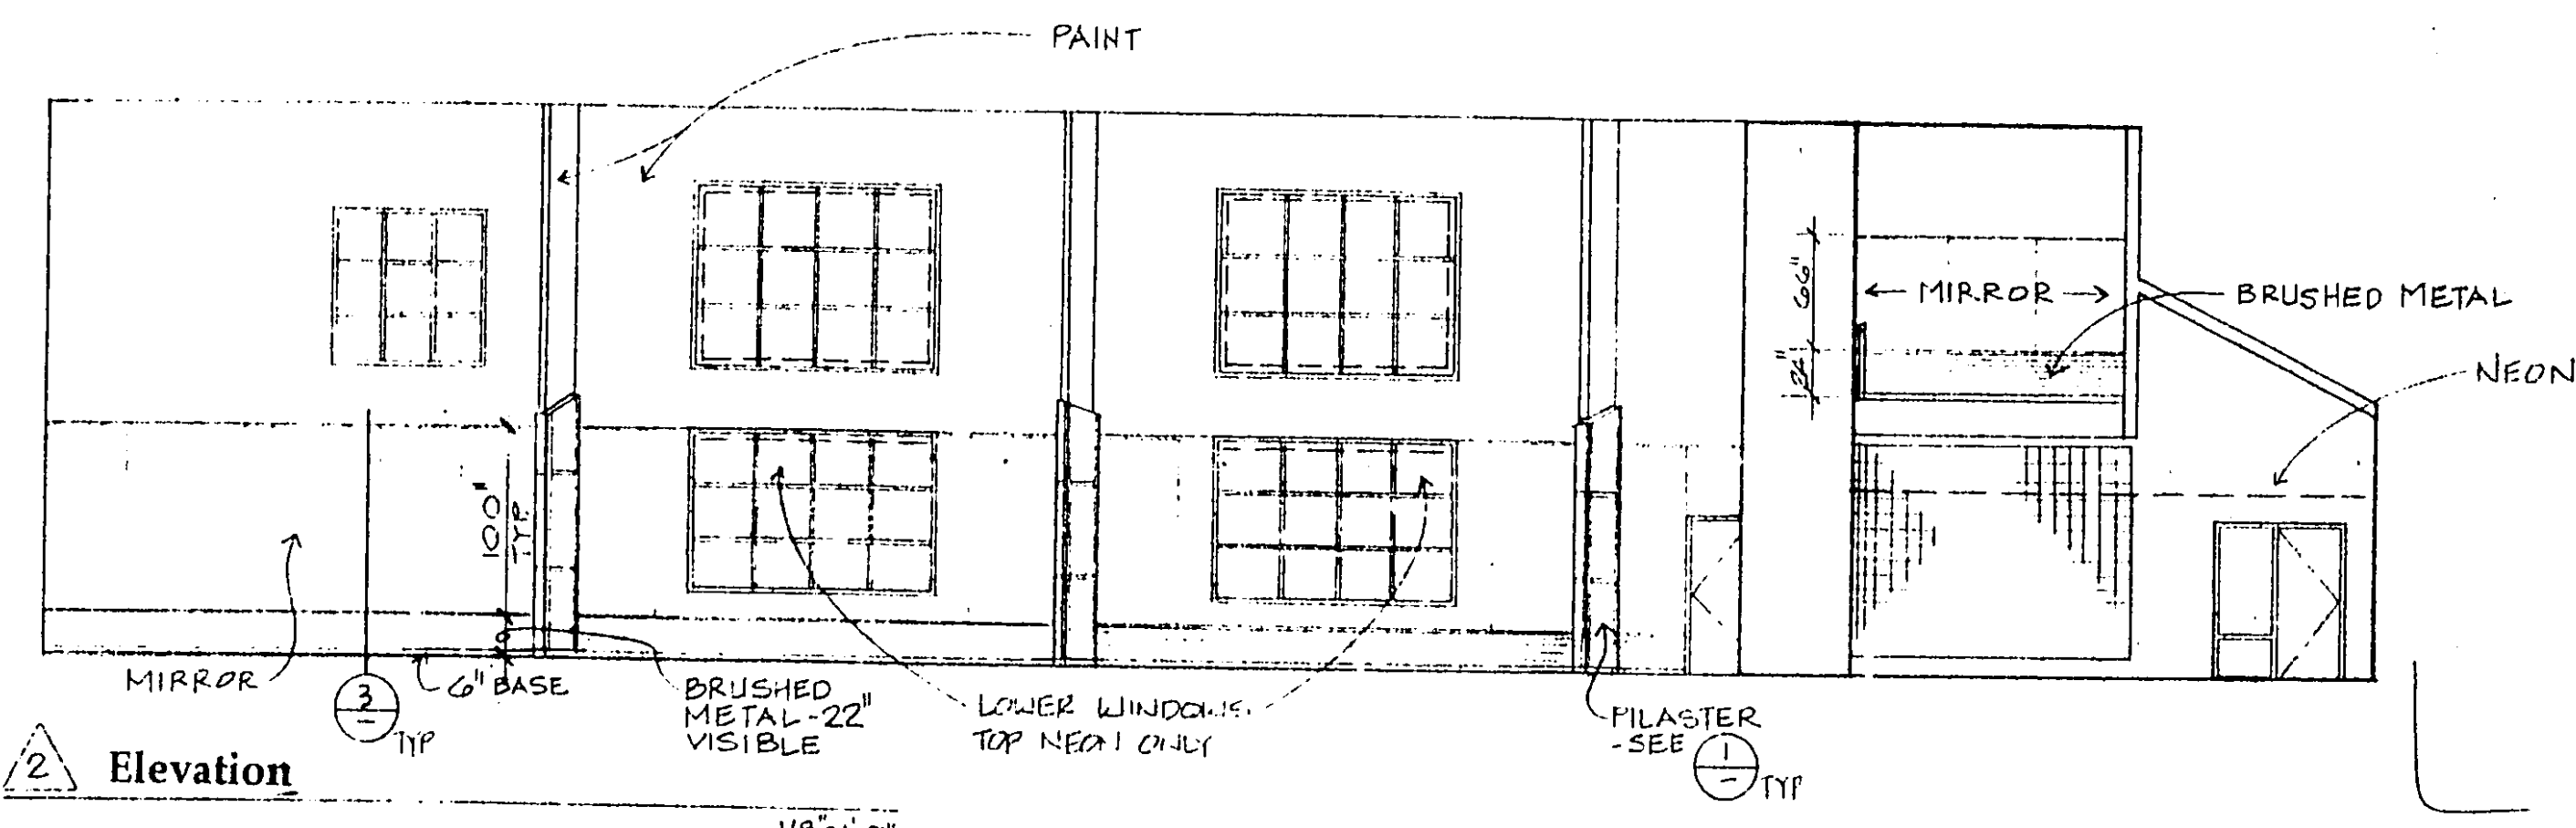 PAINT
66"
← MIRROR →
BRUSHED METAL
24"
NEON
100"
TYP.
MIRROR
6" BASE
3
-
TYP
BRUSHED
METAL-22"
VISIBLE
LOWER WINDOWS.
TOP NEON ONLY
PILASTER
-SEE
1
-
TYP
2
Elevation